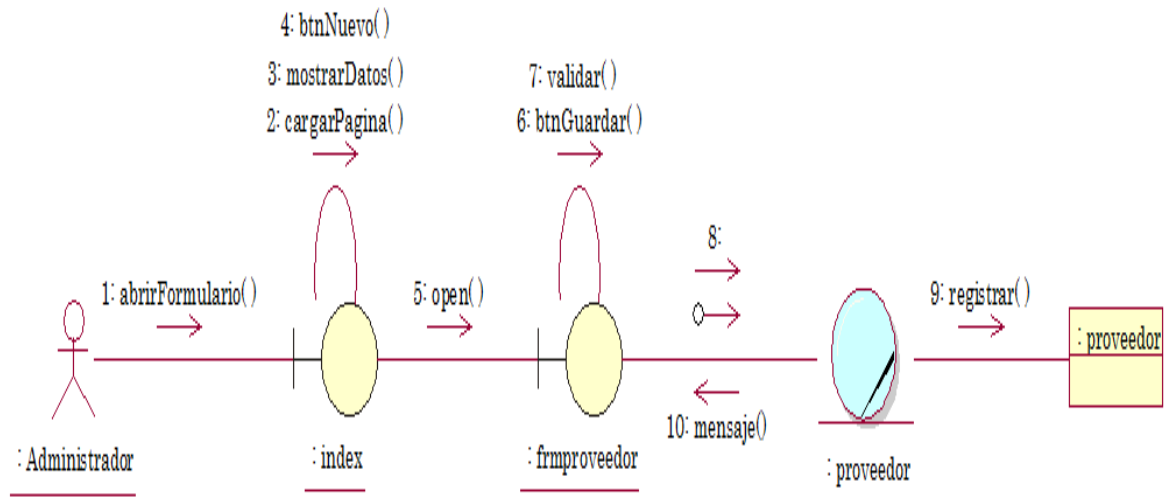 4: btnNuevo()
3: mostrarDatos()
2: cargarPagina()
7: validar()
6: btnGuardar()
1: abrirFormulario()
5: open()
8:
9: registrar()
10: mensaje()
: Administrador
: index
: frmproveedor
: proveedor
: proveedor